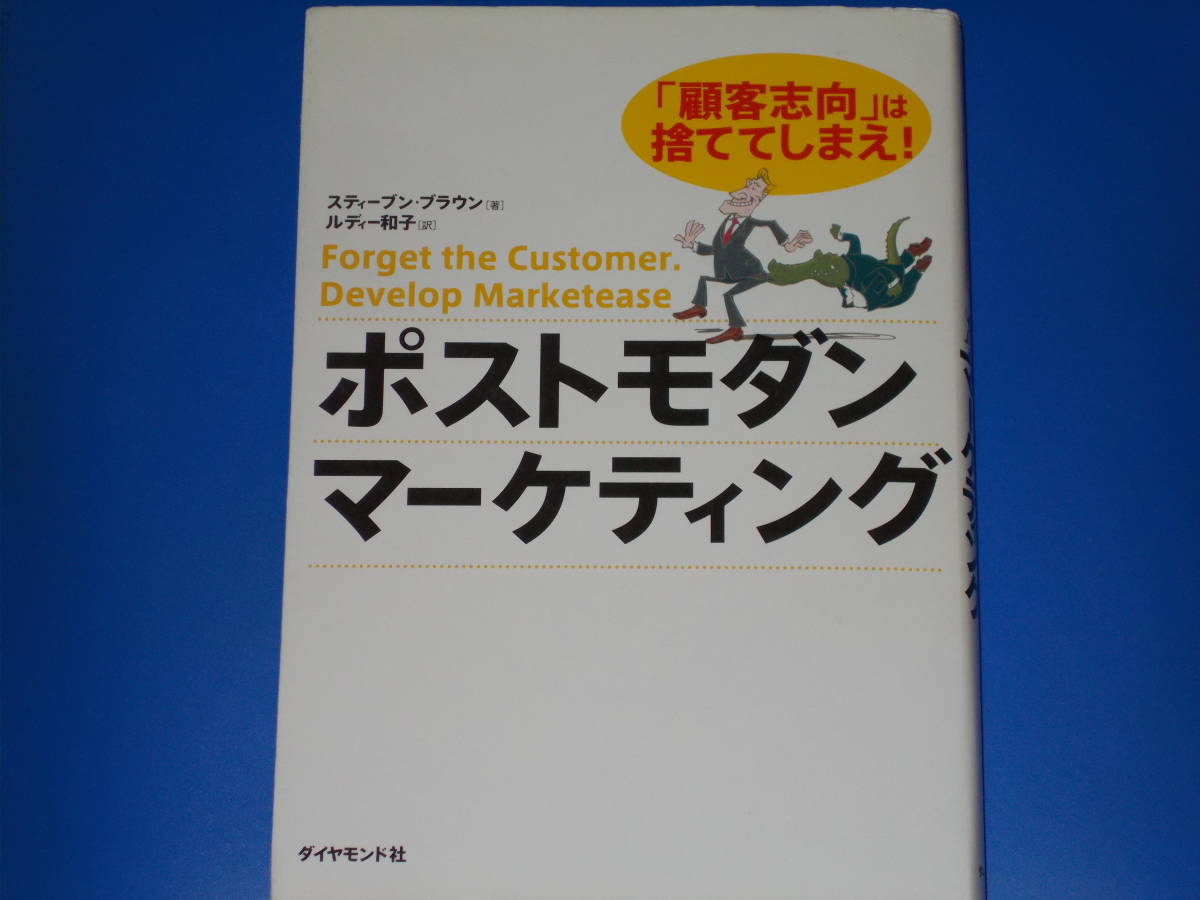 「顧客志向」は
捨ててしまえ!
スティーブン・ブラウン[著]
ルディー和子[訳]
Forget the Customer.
Develop Marketease
ポストモダン
マーケティング
ダイヤモンド社